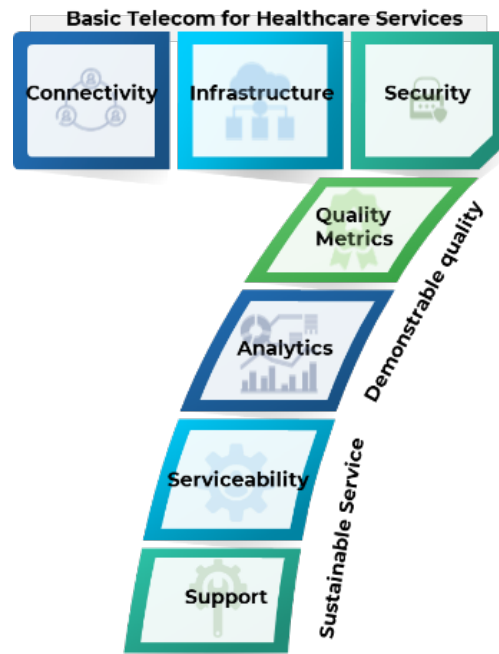 Basic Telecom for Healthcare Services
Connectivity
Infrastructure
Security
Quality
Metrics
Demonstrable quality
Analytics
Serviceability
Sustainable Service
Support